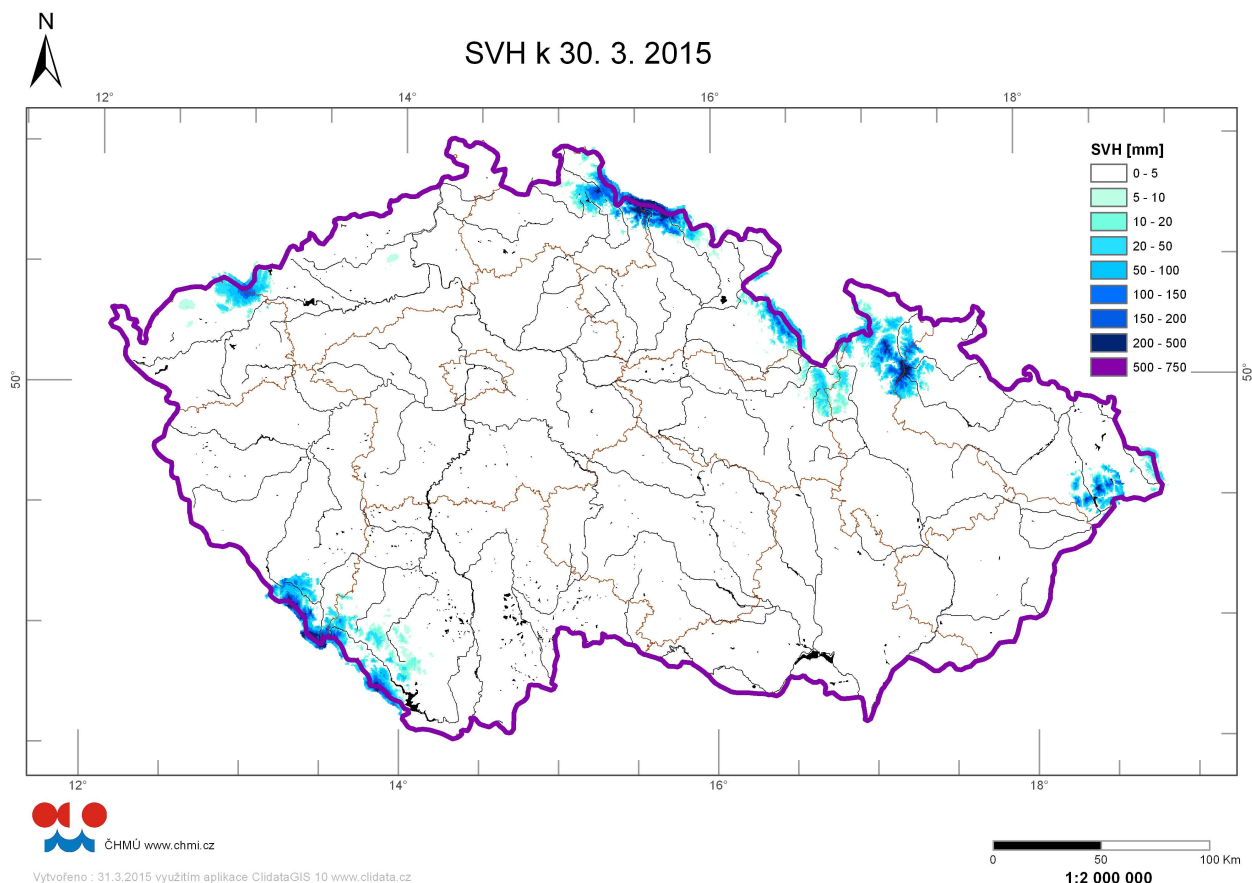 N
SVH k 30. 3. 2015
12° 14° 16° 18°
SVH [mm]
0 - 5
5 - 10
10 - 20
20 - 50
50 - 100
100 - 150
150 - 200
200 - 500
500 - 750
50° 50°
12° 14° 16° 18°
ČHMÚ www.chmi.cz
0 50 100 Km
1:2 000 000
Vytvořeno : 31.3.2015 využitím aplikace ClidataGIS 10 www.clidata.cz